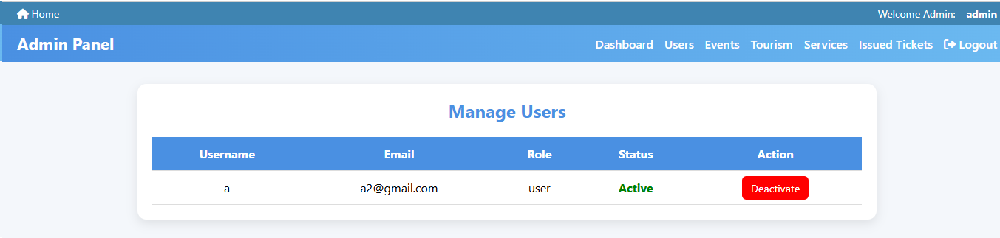 Home Welcome Admin: admin
Admin Panel Dashboard Users Events Tourism Services Issued Tickets Logout
Manage Users
Username Email Role Status Action
a a2@gmail.com user Active Deactivate